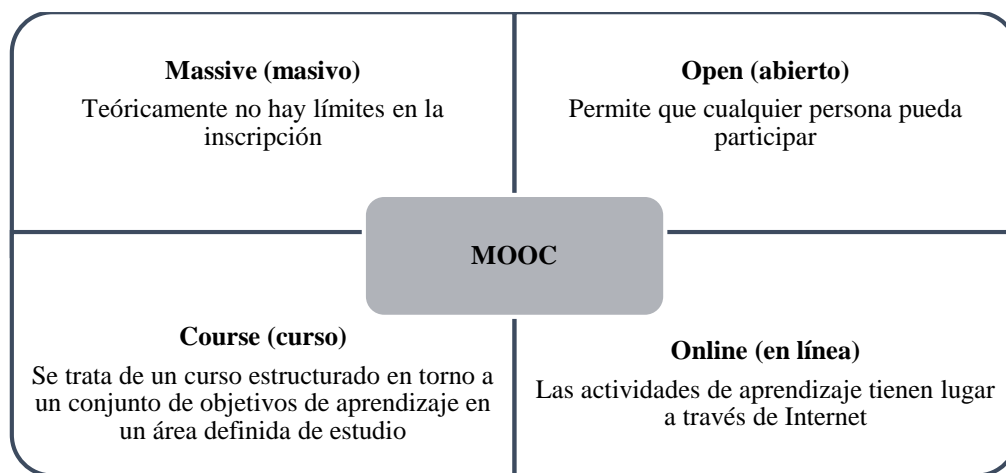 Massive (masivo)
Teóricamente no hay límites en la
inscripción
Open (abierto)
Permite que cualquier persona pueda
participar
MOOC
Course (curso)
Se trata de un curso estructurado en torno a
un conjunto de objetivos de aprendizaje en
un área definida de estudio
Online (en línea)
Las actividades de aprendizaje tienen lugar
a través de Internet